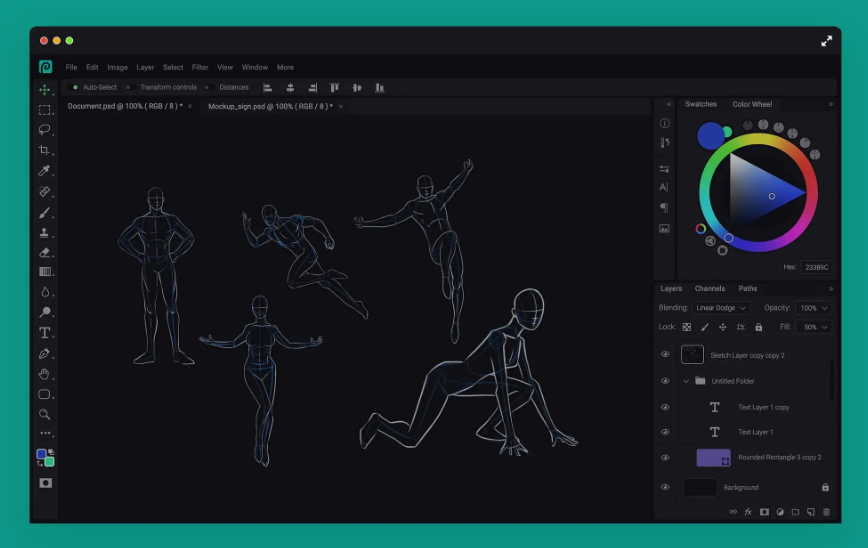 File Edit Image Layer Select Filter View Window More
Auto-Select Transform controls Distances
Document.psd @ 100% ( RGB / 8 ) * × Mockup_sign.psd @ 100% ( RGB / 8 ) * ×
Swatches Color Wheel
Hex: 23389C
Layers Channels Paths
Blending: Linear Dodge Opacity: 100%
Lock: Fill: 50%
Sketch Layer copy copy 2
Untitled Folder
Text Layer 1 copy
Text Layer 1
Rounded Rectangle 3 copy 2
Background